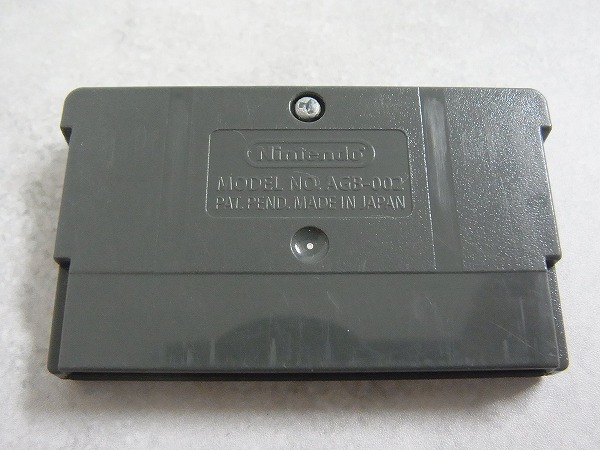 Nintendo
MODEL NO. AGB-002
PAT. PEND. MADE IN JAPAN